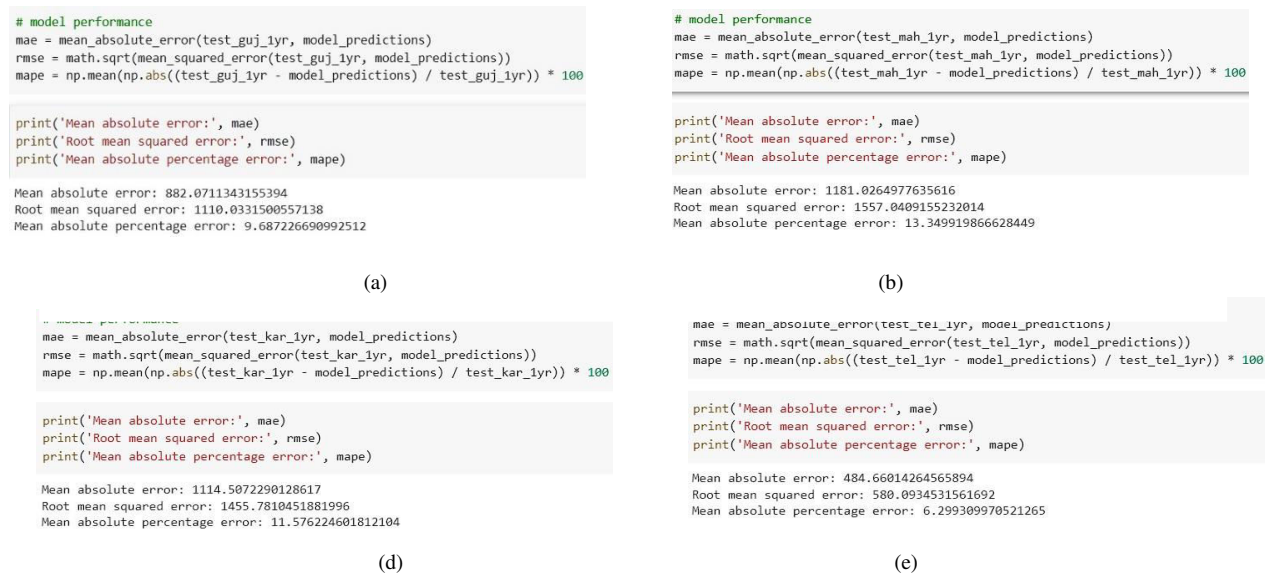 # model performance
mae = mean_absolute_error(test_guj_1yr, model_predictions)
rmse = math.sqrt(mean_squared_error(test_guj_1yr, model_predictions))
mape = np.mean(np.abs((test_guj_1yr - model_predictions) / test_guj_1yr)) * 100
print('Mean absolute error:', mae)
print('Root mean squared error:', rmse)
print('Mean absolute percentage error:', mape)
Mean absolute error: 882.0711343155394
Root mean squared error: 1110.0331500557138
Mean absolute percentage error: 9.687226690992512
(a)
# model performance
mae = mean_absolute_error(test_mah_1yr, model_predictions)
rmse = math.sqrt(mean_squared_error(test_mah_1yr, model_predictions))
mape = np.mean(np.abs((test_mah_1yr - model_predictions) / test_mah_1yr)) * 100
print('Mean absolute error:', mae)
print('Root mean squared error:', rmse)
print('Mean absolute percentage error:', mape)
Mean absolute error: 1181.0264977635616
Root mean squared error: 1557.0409155232014
Mean absolute percentage error: 13.349919866628449
(b)
# model performance
mae = mean_absolute_error(test_kar_1yr, model_predictions)
rmse = math.sqrt(mean_squared_error(test_kar_1yr, model_predictions))
mape = np.mean(np.abs((test_kar_1yr - model_predictions) / test_kar_1yr)) * 100
print('Mean absolute error:', mae)
print('Root mean squared error:', rmse)
print('Mean absolute percentage error:', mape)
Mean absolute error: 1114.5072290128617
Root mean squared error: 1455.7810451881996
Mean absolute percentage error: 11.576224601812104
(d)
mae = mean_absolute_error(test_tel_1yr, model_predictions)
rmse = math.sqrt(mean_squared_error(test_tel_1yr, model_predictions))
mape = np.mean(np.abs((test_tel_1yr - model_predictions) / test_tel_1yr)) * 100
print('Mean absolute error:', mae)
print('Root mean squared error:', rmse)
print('Mean absolute percentage error:', mape)
Mean absolute error: 484.66014264565894
Root mean squared error: 580.0934531561692
Mean absolute percentage error: 6.299309970521265
(e)